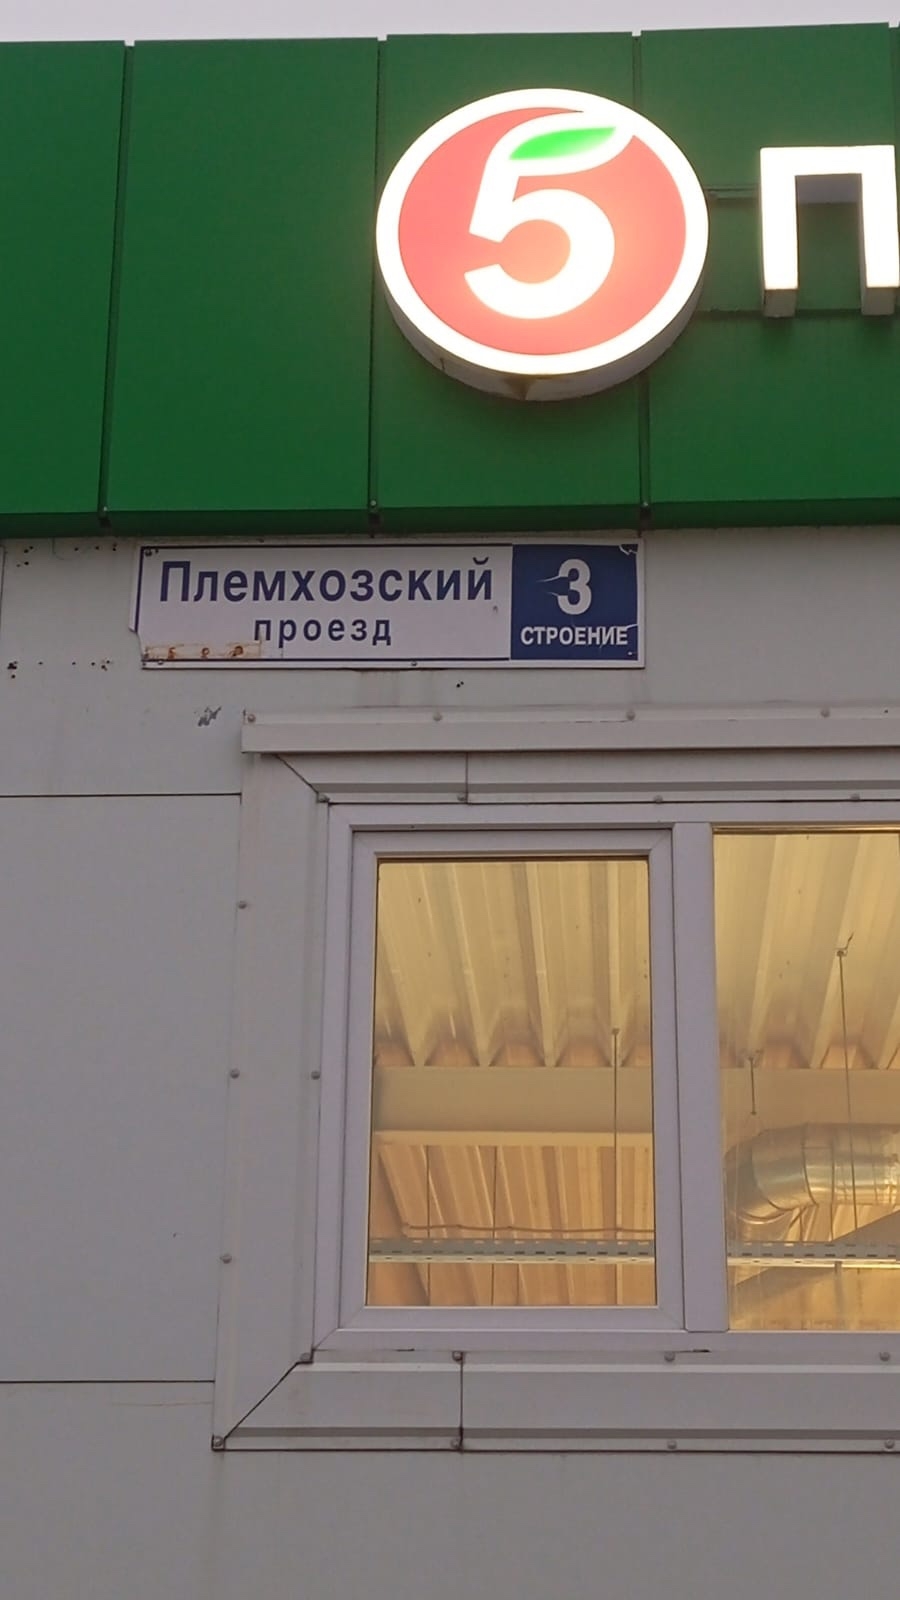 5 П
Племхозский
проезд
3
СТРОЕНИЕ